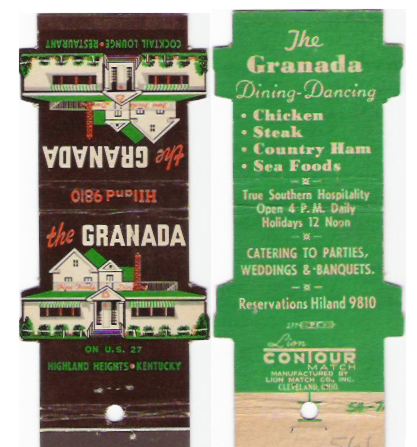 COCKTAIL LOUNGE • RESTAURANT
the GRANADA
Hiland 9810
the GRANADA
ON U.S. 27
HIGHLAND HEIGHTS • KENTUCKY
The
Granada
Dining-Dancing
• Chicken
• Steak
• Country Ham
• Sea Foods
True Southern Hospitality
Open 4 P. M. Daily
Holidays 12 Noon
CATERING TO PARTIES,
WEDDINGS & BANQUETS.
Reservations Hiland 9810
Lion
CONTOUR
MATCH
MANUFACTURED BY
LION MATCH CO., INC.
CLEVELAND, OHIO.